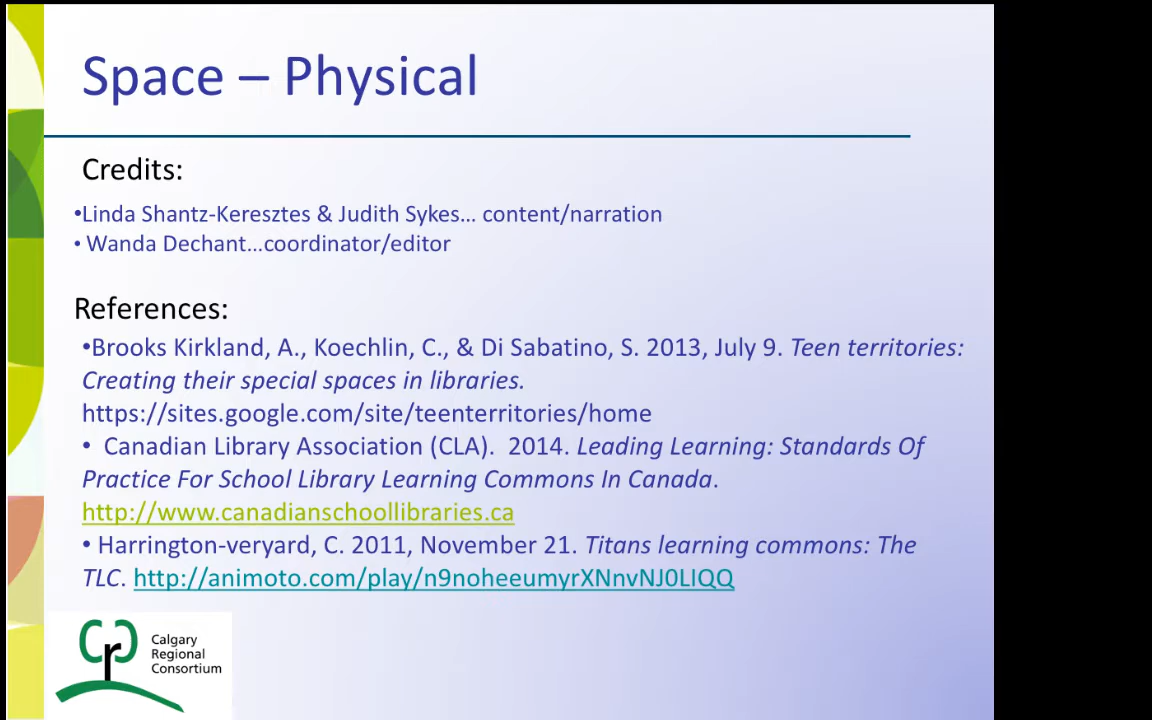 Space – Physical
Credits:
•Linda Shantz-Keresztes & Judith Sykes… content/narration
• Wanda Dechant…coordinator/editor
References:
•Brooks Kirkland, A., Koechlin, C., & Di Sabatino, S. 2013, July 9. Teen territories:
Creating their special spaces in libraries.
https://sites.google.com/site/teenterritories/home
• Canadian Library Association (CLA).  2014. Leading Learning: Standards Of
Practice For School Library Learning Commons In Canada.
http://www.canadianschoollibraries.ca
• Harrington-veryard, C. 2011, November 21. Titans learning commons: The
TLC. http://animoto.com/play/n9noheeumyrXNnvNJ0LIQQ
crc
Calgary
Regional
Consortium